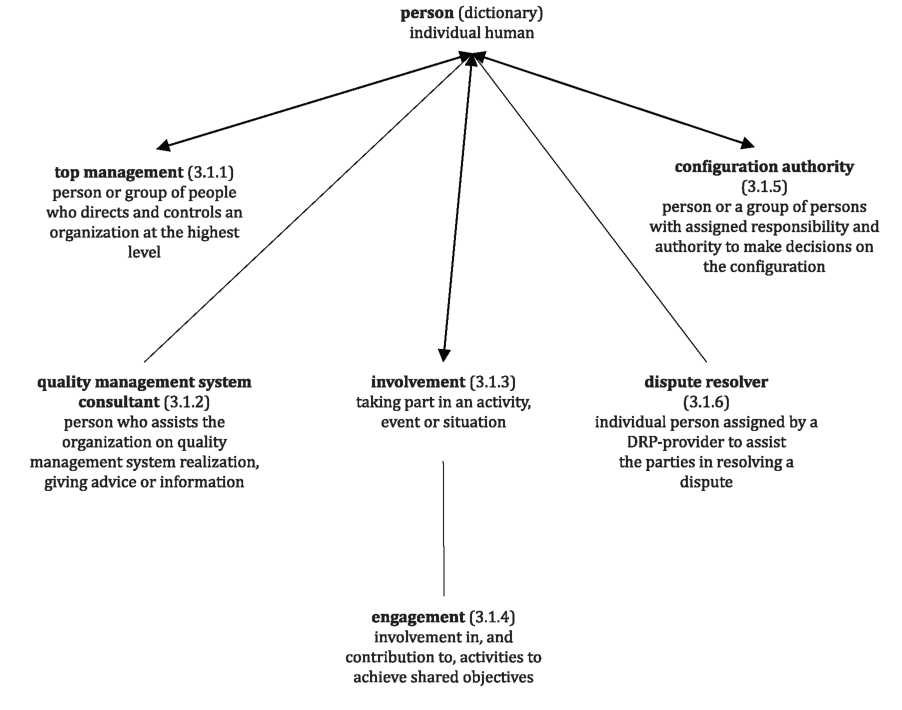 person (dictionary)
individual human
top management (3.1.1)
person or group of people
who directs and controls an
organization at the highest
level
configuration authority
(3.1.5)
person or a group of persons
with assigned responsibility and
authority to make decisions on
the configuration
quality management system
consultant (3.1.2)
person who assists the
organization on quality
management system realization,
giving advice or information
involvement (3.1.3)
taking part in an activity,
event or situation
dispute resolver
(3.1.6)
individual person assigned by a
DRP-provider to assist
the parties in resolving a
dispute
engagement (3.1.4)
involvement in, and
contribution to, activities to
achieve shared objectives